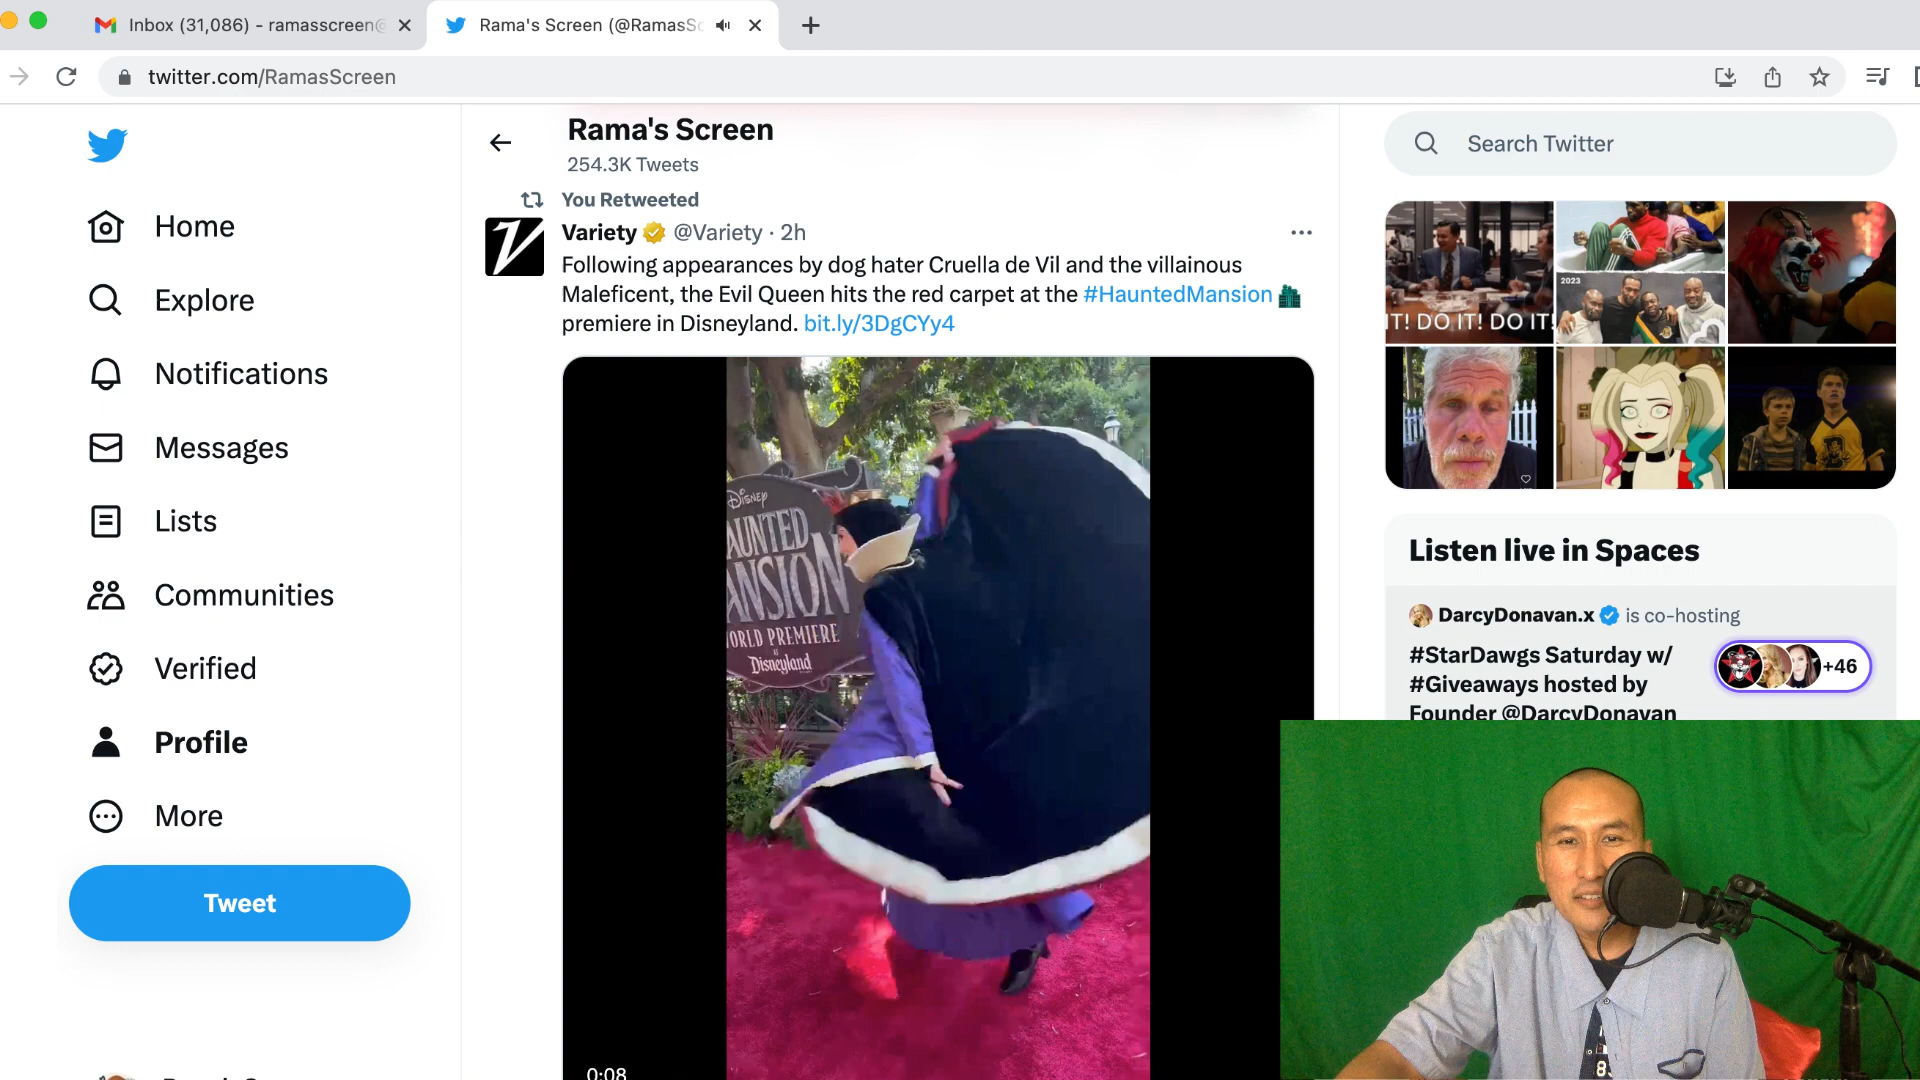 Inbox (31,086) - ramasscreen@
Rama's Screen (@RamasSc
twitter.com/RamasScreen
Rama's Screen
254.3K Tweets
You Retweeted
Variety @Variety · 2h
Following appearances by dog hater Cruella de Vil and the villainous
Maleficent, the Evil Queen hits the red carpet at the #HauntedMansion
premiere in Disneyland. bit.ly/3DgCYy4
Home
Explore
Notifications
Messages
Lists
Communities
Verified
Profile
More
Tweet
DISNEY
AUNTED
ANSION
ORLD PREMIERE
at
Disneyland
0:08
Search Twitter
IT! DO IT! DO IT!
2023
Listen live in Spaces
DarcyDonavan.x is co-hosting
#StarDawgs Saturday w/
#Giveaways hosted by
Founder @DarcyDonavan
+46